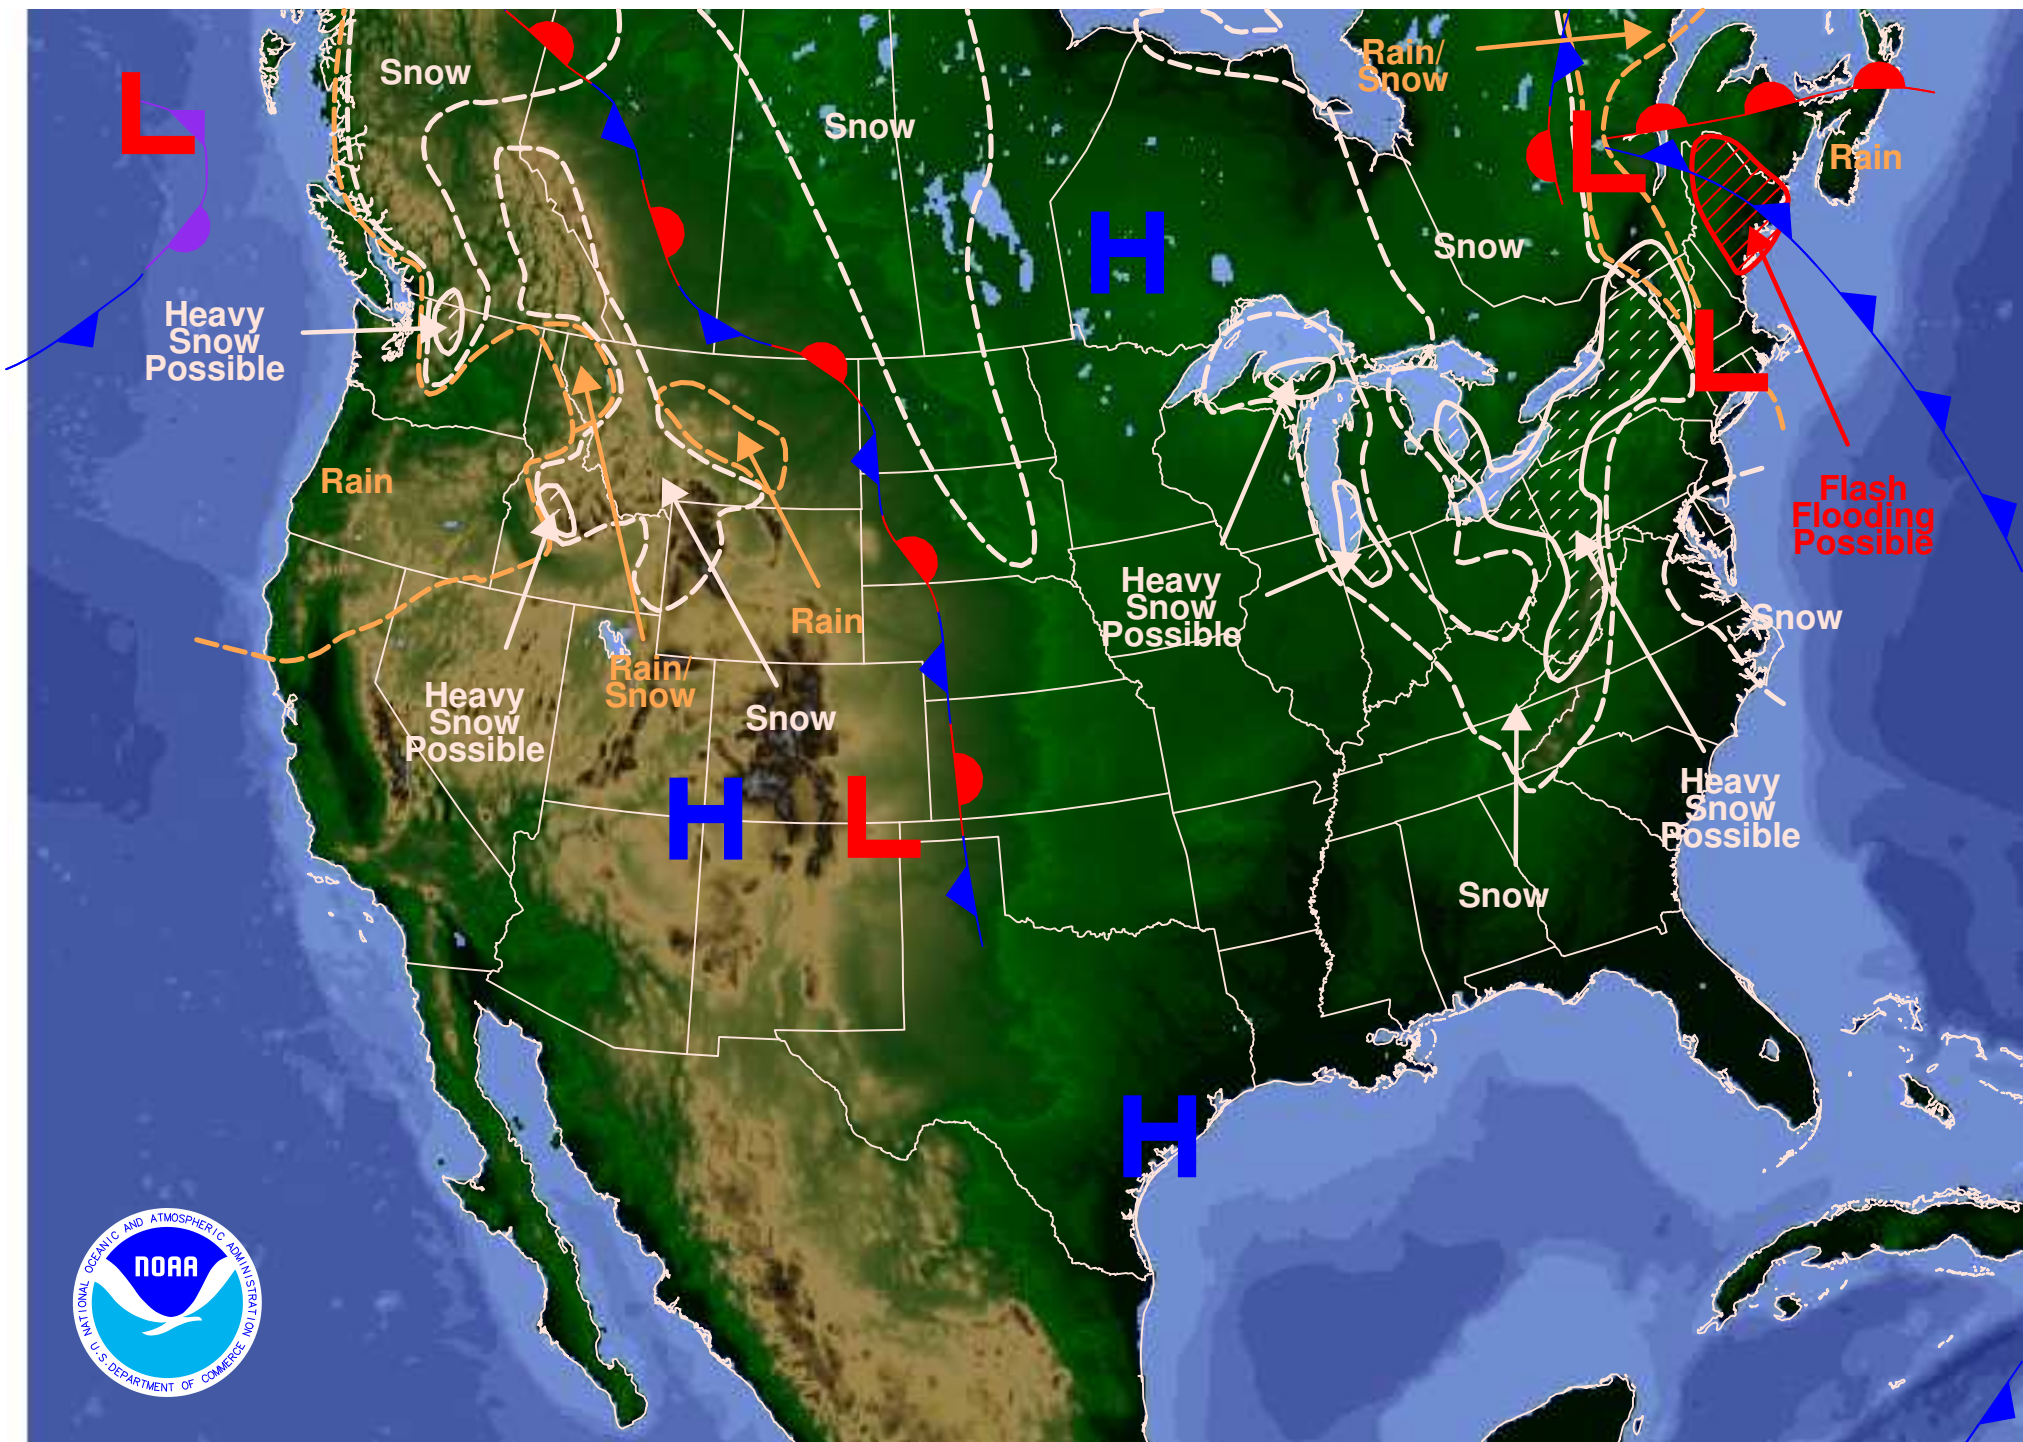 Snow
Rain/
Snow
L
Snow
L
Rain
H
Snow
Heavy
Snow
Possible
L
Rain
Flash
Flooding
Possible
Heavy
Snow
Possible
Rain
Snow
Rain/
Snow
Heavy
Snow
Possible
Snow
H
L
Heavy
Snow
Possible
Snow
H
NATIONAL OCEANIC AND ATMOSPHERIC ADMINISTRATION
NOAA
U.S. DEPARTMENT OF COMMERCE